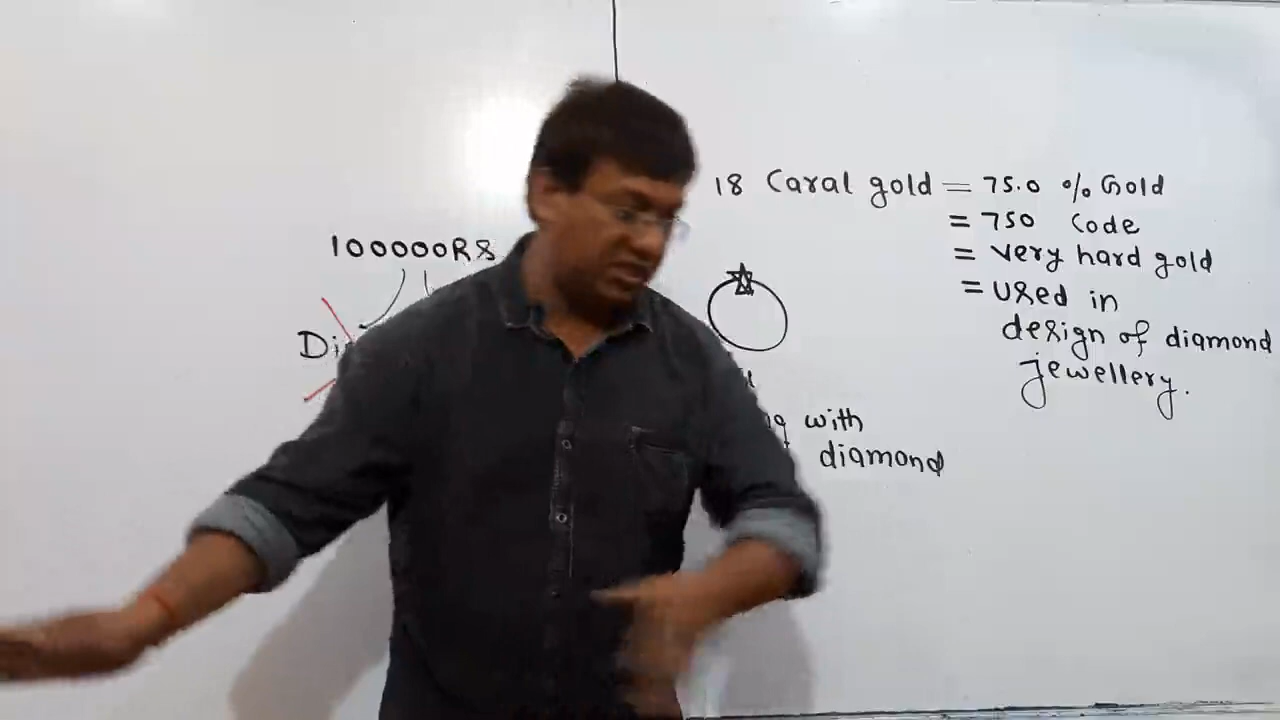 100000RS
18 Caral gold = 75.0 % Gold
= 750 Code
= very hard gold
= used in
design of diamond
jewellery.
with
diamond